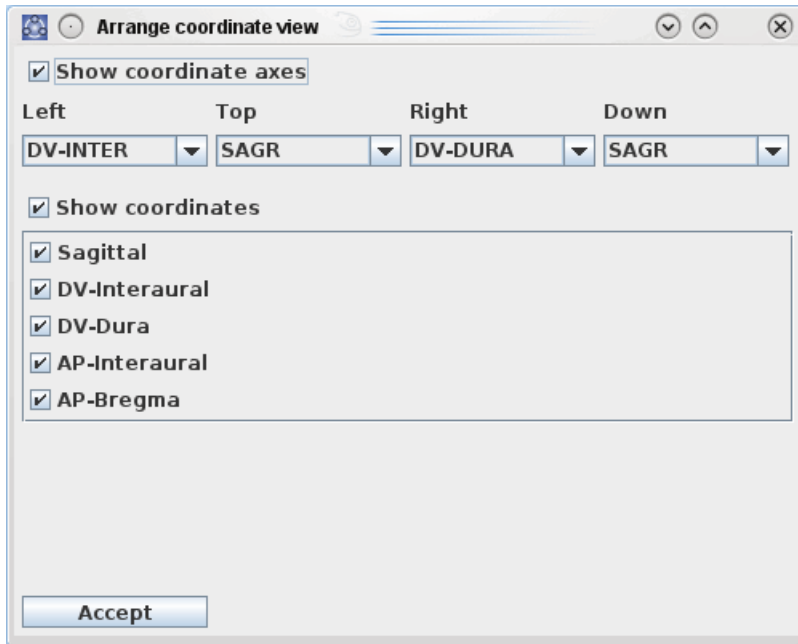 Arrange coordinate view
Show coordinate axes
Left Top Right Down
DV-INTER SAGR DV-DURA SAGR
Show coordinates
Sagittal
DV-Interaural
DV-Dura
AP-Interaural
AP-Bregma
Accept